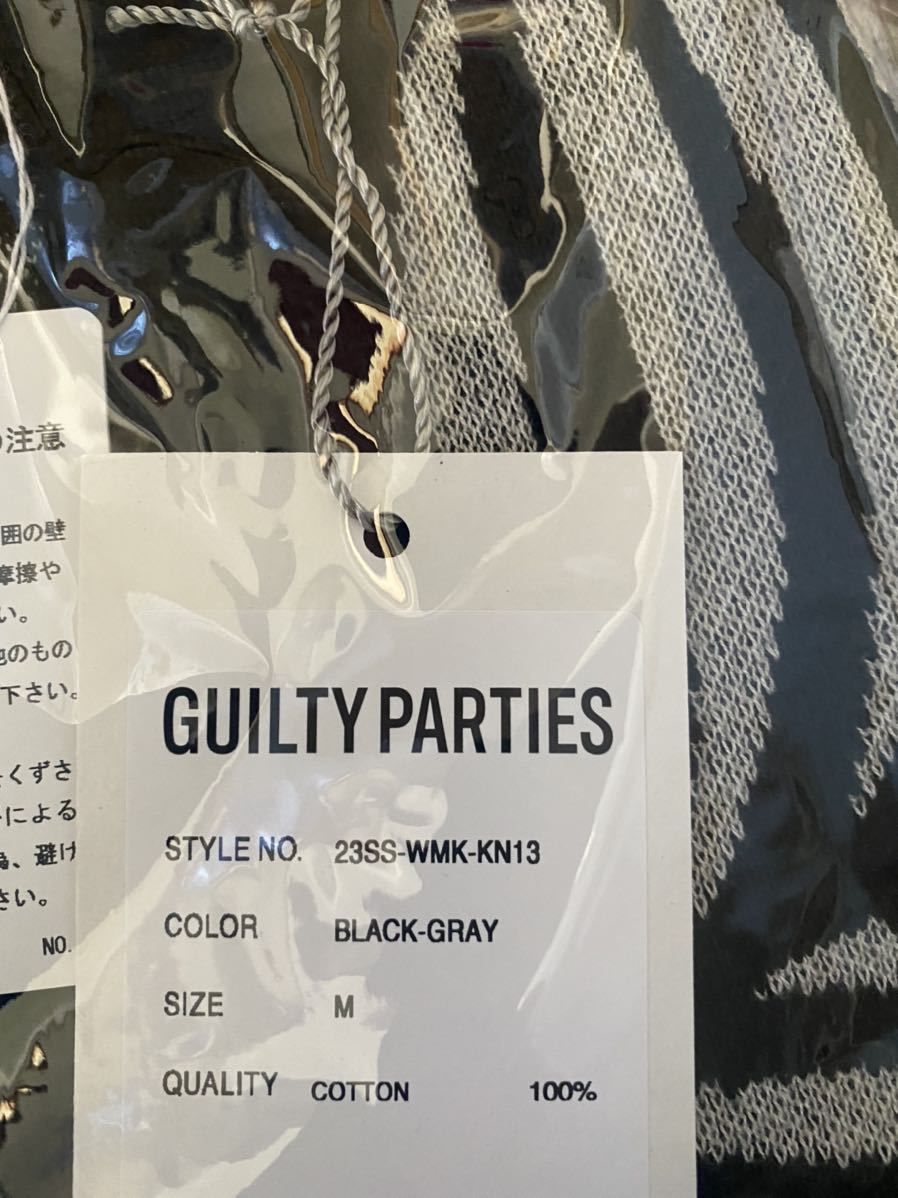 注意
囲の壁
摩擦や
い。
他のもの
下さい。
くずさ
による
、避け
さい。
NO.
GUILTY PARTIES
STYLE NO. 23SS-WMK-KN13
COLOR BLACK-GRAY
SIZE M
QUALITY COTTON 100%